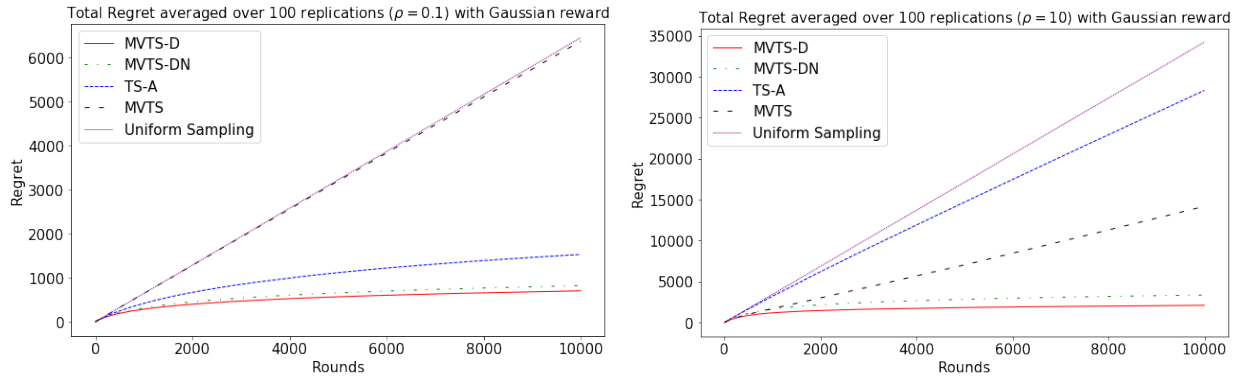 Total Regret averaged over 100 replications (ρ = 0.1) with Gaussian reward
MVTS-D
MVTS-DN
TS-A
MVTS
Uniform Sampling
6000
5000
4000
3000
2000
1000
0
Regret
0
2000
4000
6000
8000
10000
Rounds
Total Regret averaged over 100 replications (ρ = 10) with Gaussian reward
MVTS-D
MVTS-DN
TS-A
MVTS
Uniform Sampling
35000
30000
25000
20000
15000
10000
5000
0
Regret
0
2000
4000
6000
8000
10000
Rounds